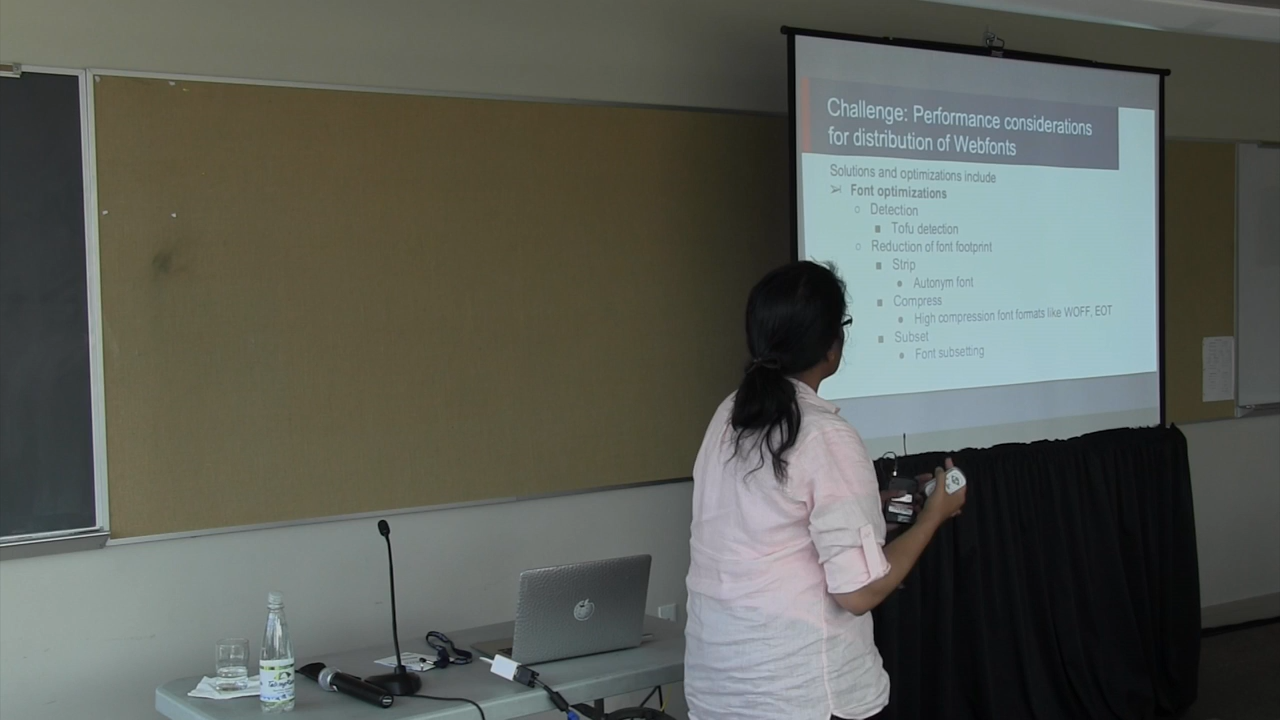 Challenge: Performance considerations
for distribution of Webfonts
Solutions and optimizations include
➢ Font optimizations
○ Detection
■ Tofu detection
○ Reduction of font footprint
■ Strip
● Autonym font
■ Compress
● High compression font formats like WOFF, EOT
■ Subset
● Font subsetting